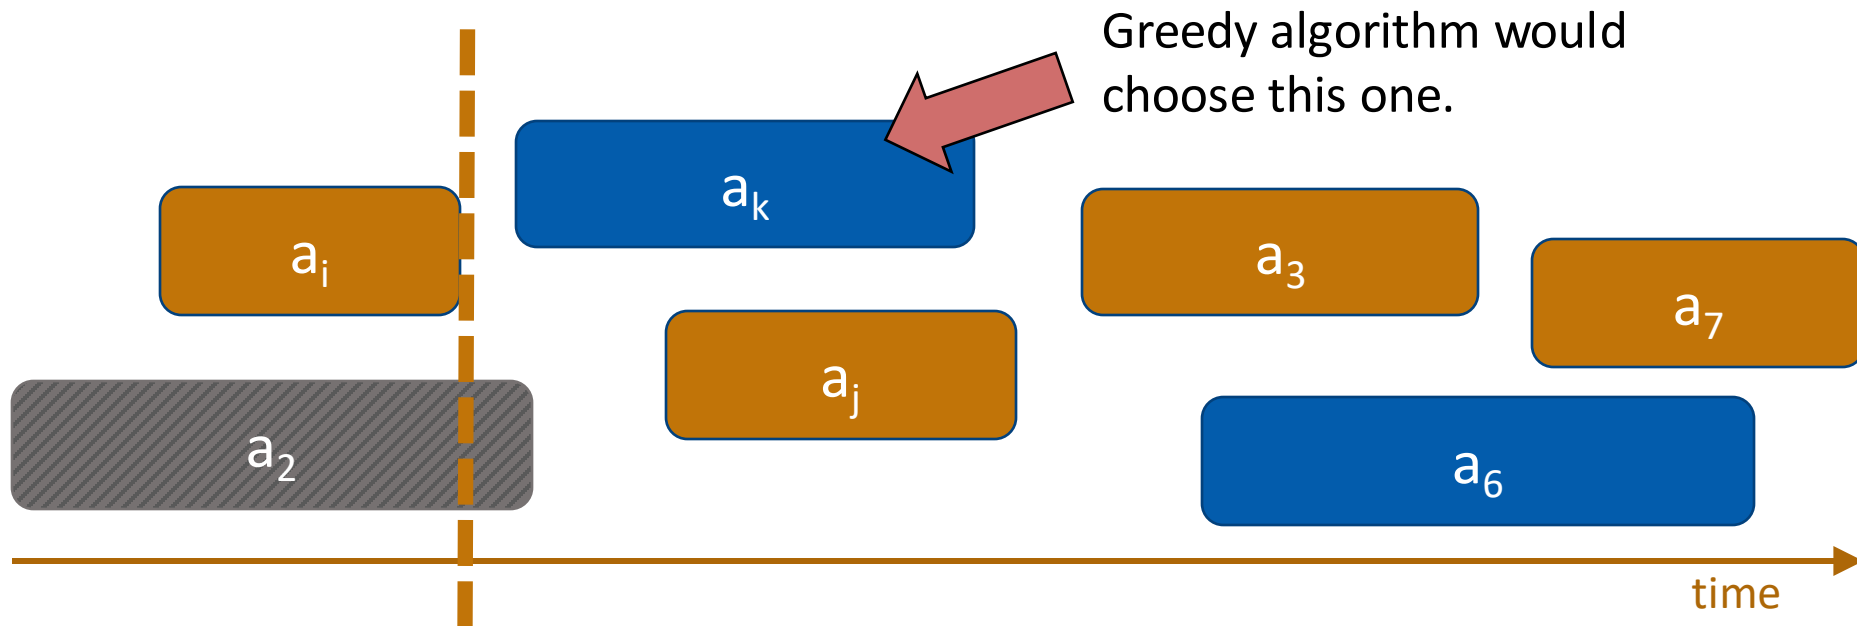 Greedy algorithm would
choose this one.
aₖ
aᵢ
a₃
a₇
aⱼ
a₂
a₆
time